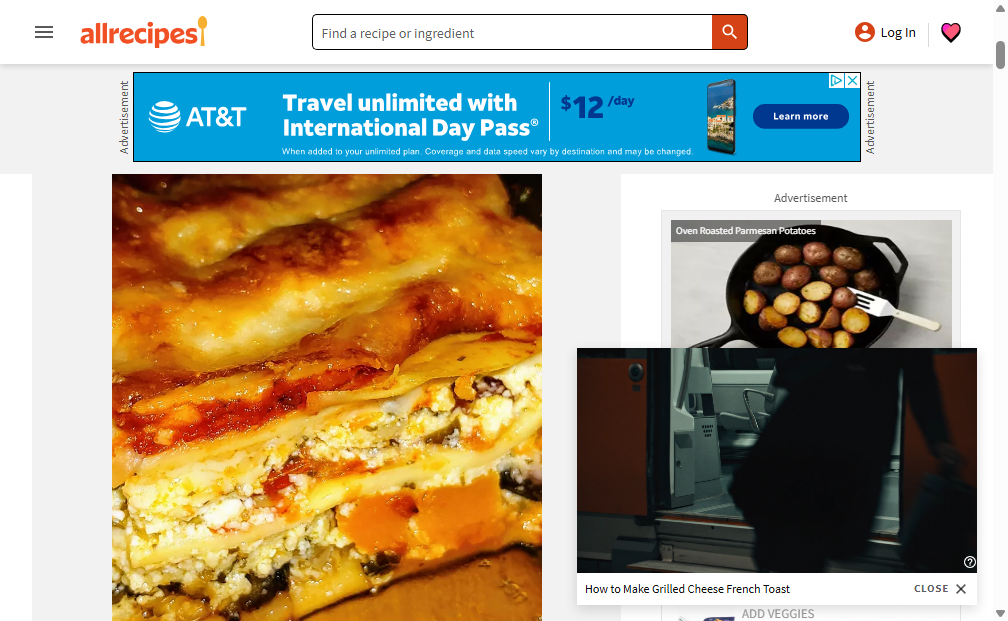 allrecipes
Find a recipe or ingredient
Log In
Advertisement
AT&T
Travel unlimited with
International Day Pass®
$12 /day
Learn more
When added to your unlimited plan. Coverage and data speed vary by destination and may be changed.
Advertisement
Advertisement
Oven Roasted Parmesan Potatoes
How to Make Grilled Cheese French Toast
CLOSE
ADD VEGGIES